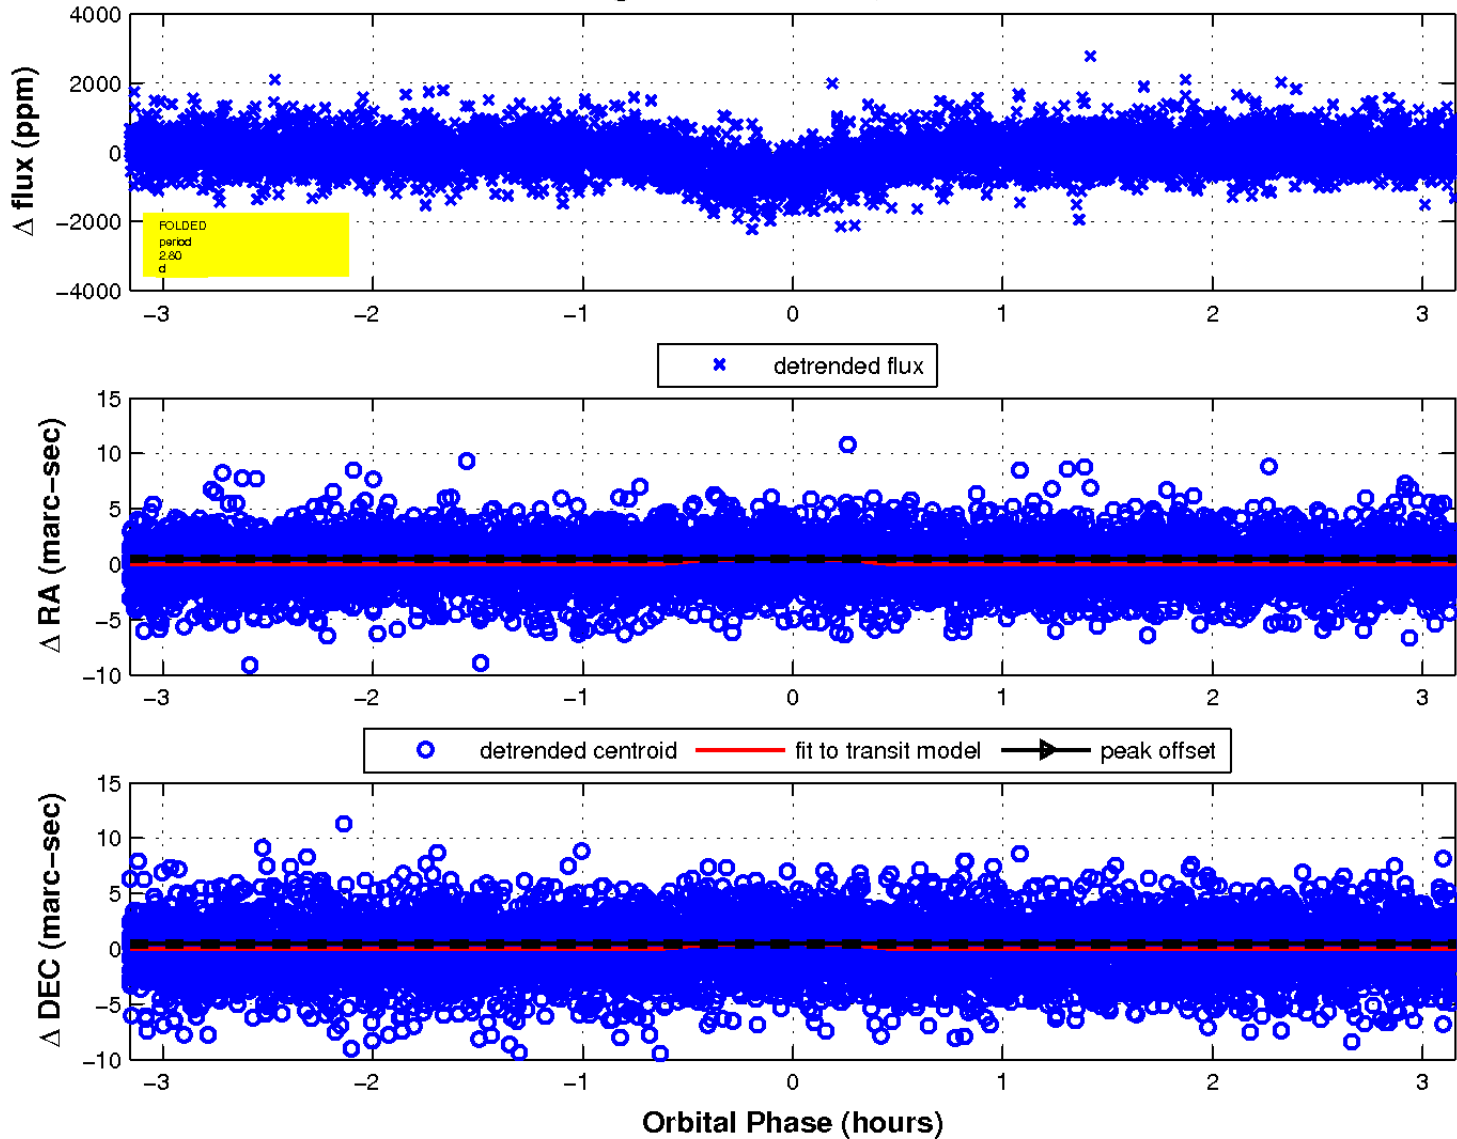 4000
2000
0
−2000
−4000
Δ flux (ppm)
FOLDED
period
2.80
d
−3 −2 −1 0 1 2 3
detrended flux
15
10
5
0
−5
−10
Δ RA (marc−sec)
−3 −2 −1 0 1 2 3
detrended centroid fit to transit model peak offset
15
10
5
0
−5
−10
Δ DEC (marc−sec)
−3 −2 −1 0 1 2 3
Orbital Phase (hours)